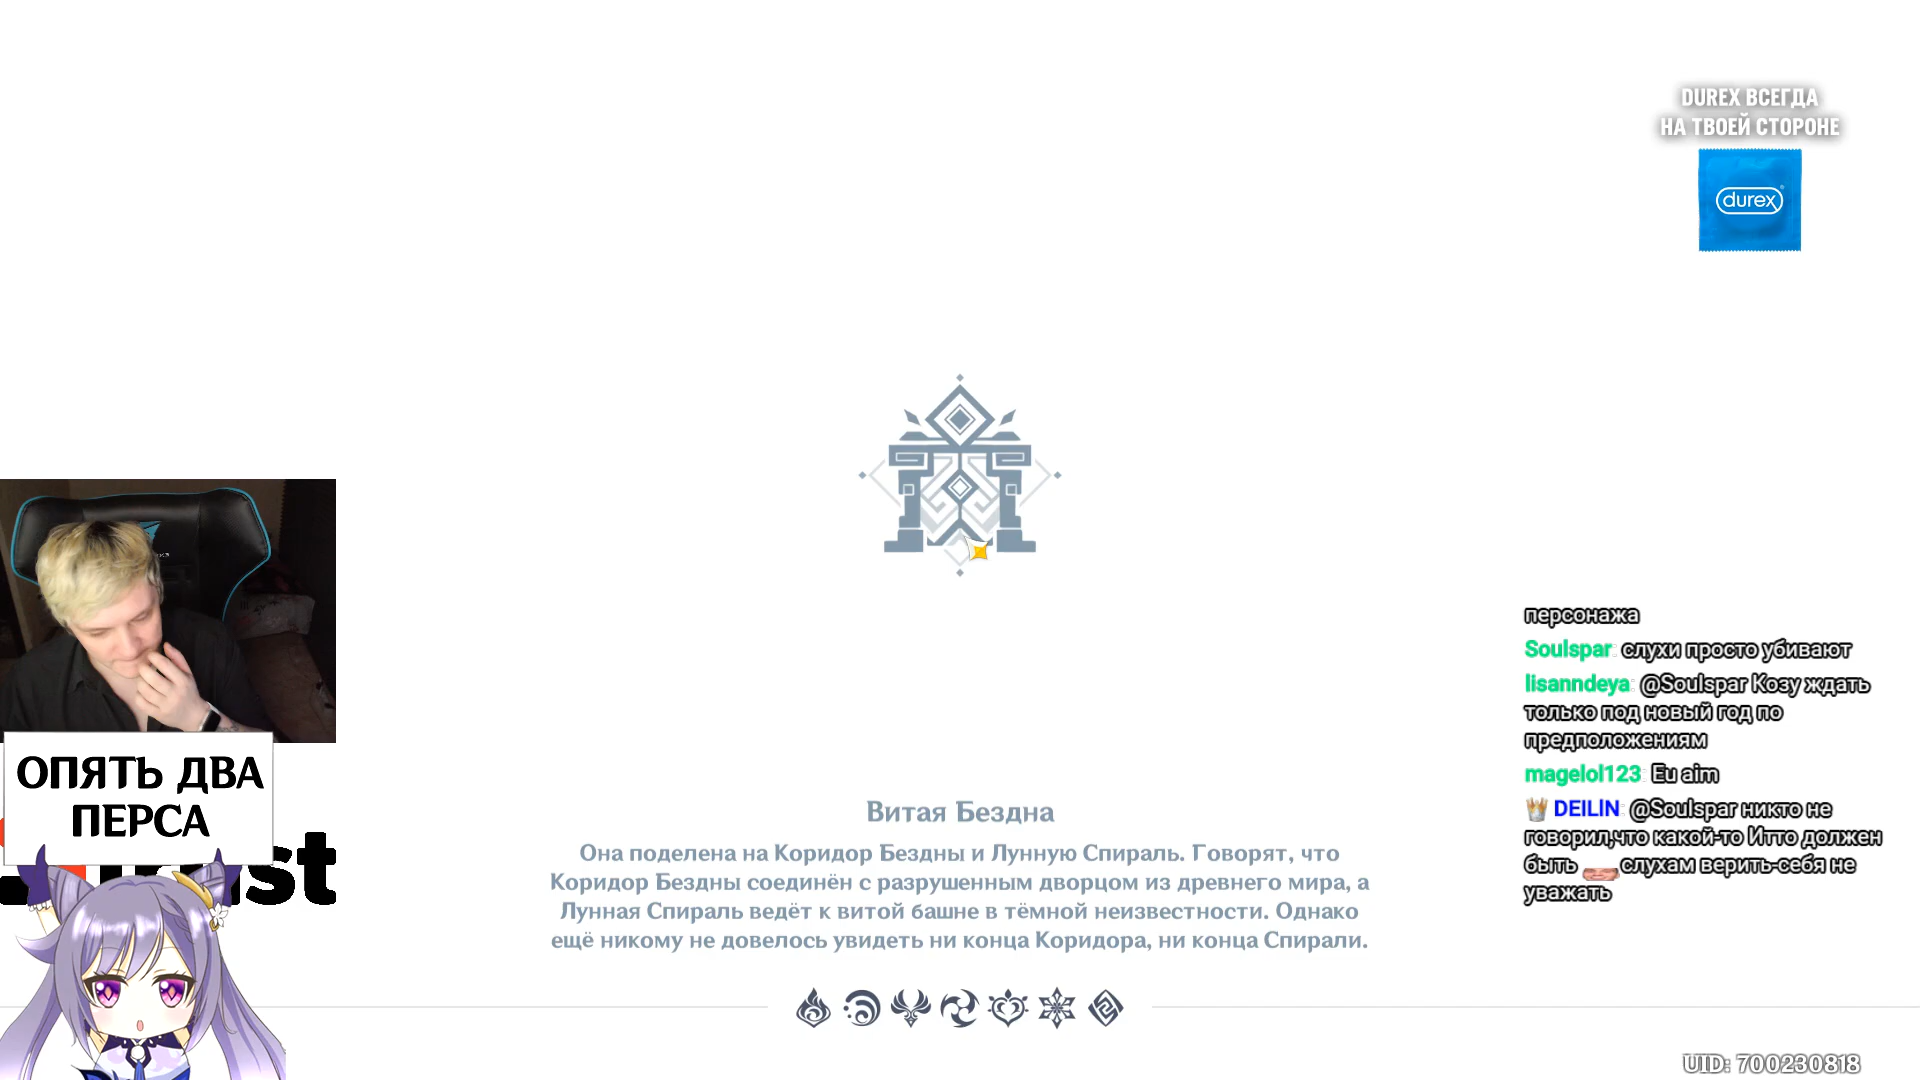 DUREX ВСЕГДА
НА ТВОЕЙ СТОРОНЕ
durex
персонажа
Soulspar: слухи просто убивают
lisanndeya: @Soulspar Козу ждать
только под новый год по
предположениям
magelol123: Eu aim
DEILIN: @Soulspar никто не
говорил,что какой-то Итто должен
быть слухам верить-себя не
уважать
ОПЯТЬ ДВА
ПЕРСА
Витая Бездна
Она поделена на Коридор Бездны и Лунную Спираль. Говорят, что
Коридор Бездны соединён с разрушенным дворцом из древнего мира, а
Лунная Спираль ведёт к витой башне в тёмной неизвестности. Однако
ещё никому не довелось увидеть ни конца Коридора, ни конца Спирали.
UID: 700230818